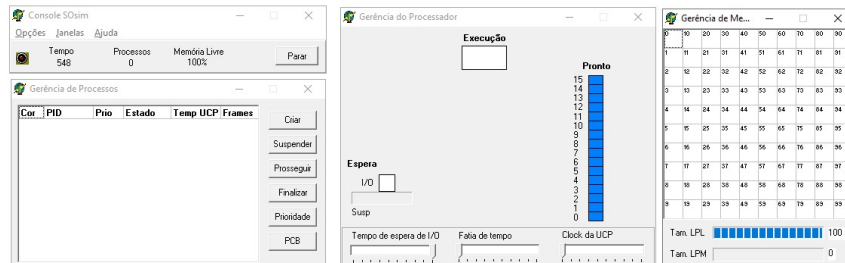 Console SOsim
Opções Janelas Ajuda
Tempo Processos Memória Livre
548 0 100%
Parar
Gerência de Processos
Cor PID Prio Estado Temp UCP Frames
Criar
Suspender
Prosseguir
Finalizar
Prioridade
PCB
Gerência do Processador
Execução
Pronto
15
14
13
12
11
10
9
8
7
6
5
4
3
2
1
0
Espera
I/O
Susp
Tempo de espera de I/O Fatia de tempo Clock da UCP
Gerência de Me...
0 10 20 30 40 50 60 70 80 90
1 11 21 31 41 51 61 71 81 91
2 12 22 32 42 52 62 72 82 92
3 13 23 33 43 53 63 73 83 93
4 14 24 34 44 54 64 74 84 94
5 15 25 35 45 55 65 75 85 95
6 16 26 36 46 56 66 76 86 96
7 17 27 37 47 57 67 77 87 97
8 18 28 38 48 58 68 78 88 98
9 19 29 39 49 59 69 79 89 99
Tam. LPL 100
Tam. LPM 0